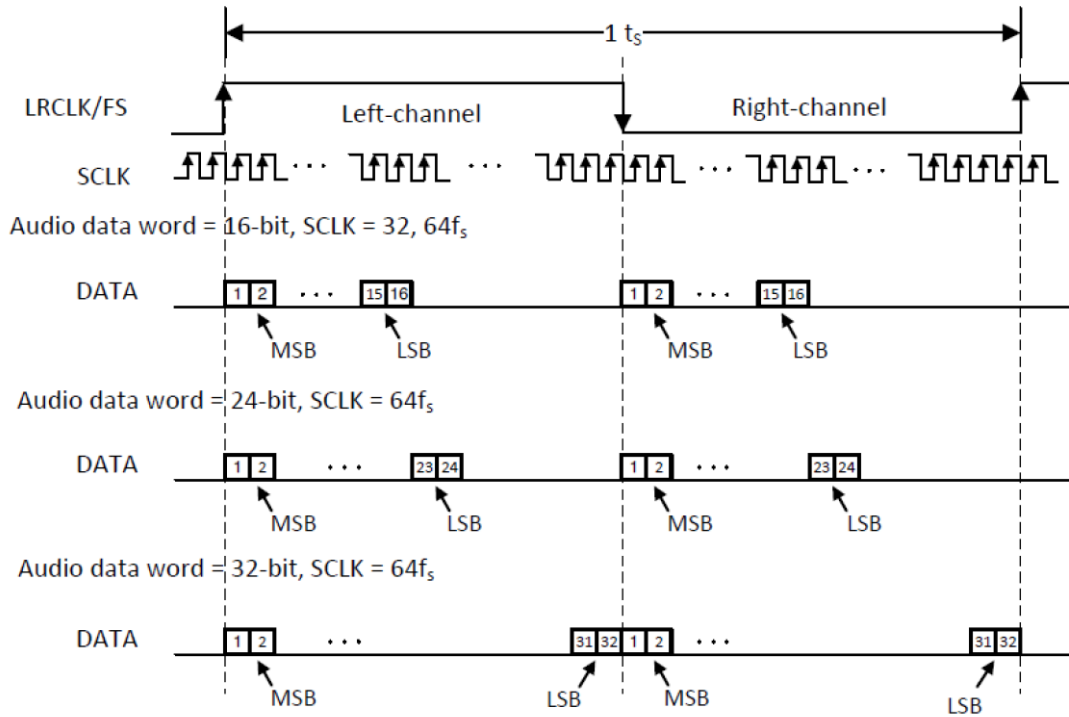 1 tS
LRCLK/FS
Left-channel
Right-channel
SCLK
Audio data word = 16-bit, SCLK = 32, 64fs
DATA
1 2 ... 15 16 1 2 ... 15 16
MSB LSB MSB LSB
Audio data word = 24-bit, SCLK = 64fs
DATA
1 2 ... 23 24 1 2 ... 23 24
MSB LSB MSB LSB
Audio data word = 32-bit, SCLK = 64fs
DATA
1 2 ... 31 32 1 2 ... 31 32
MSB LSB MSB LSB